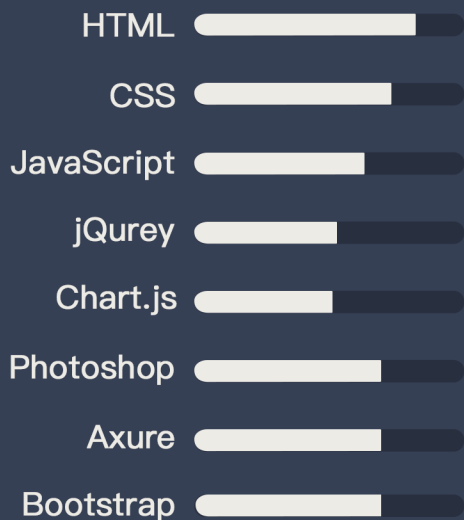 HTML
CSS
JavaScript
jQurey
Chart.js
Photoshop
Axure
Bootstrap